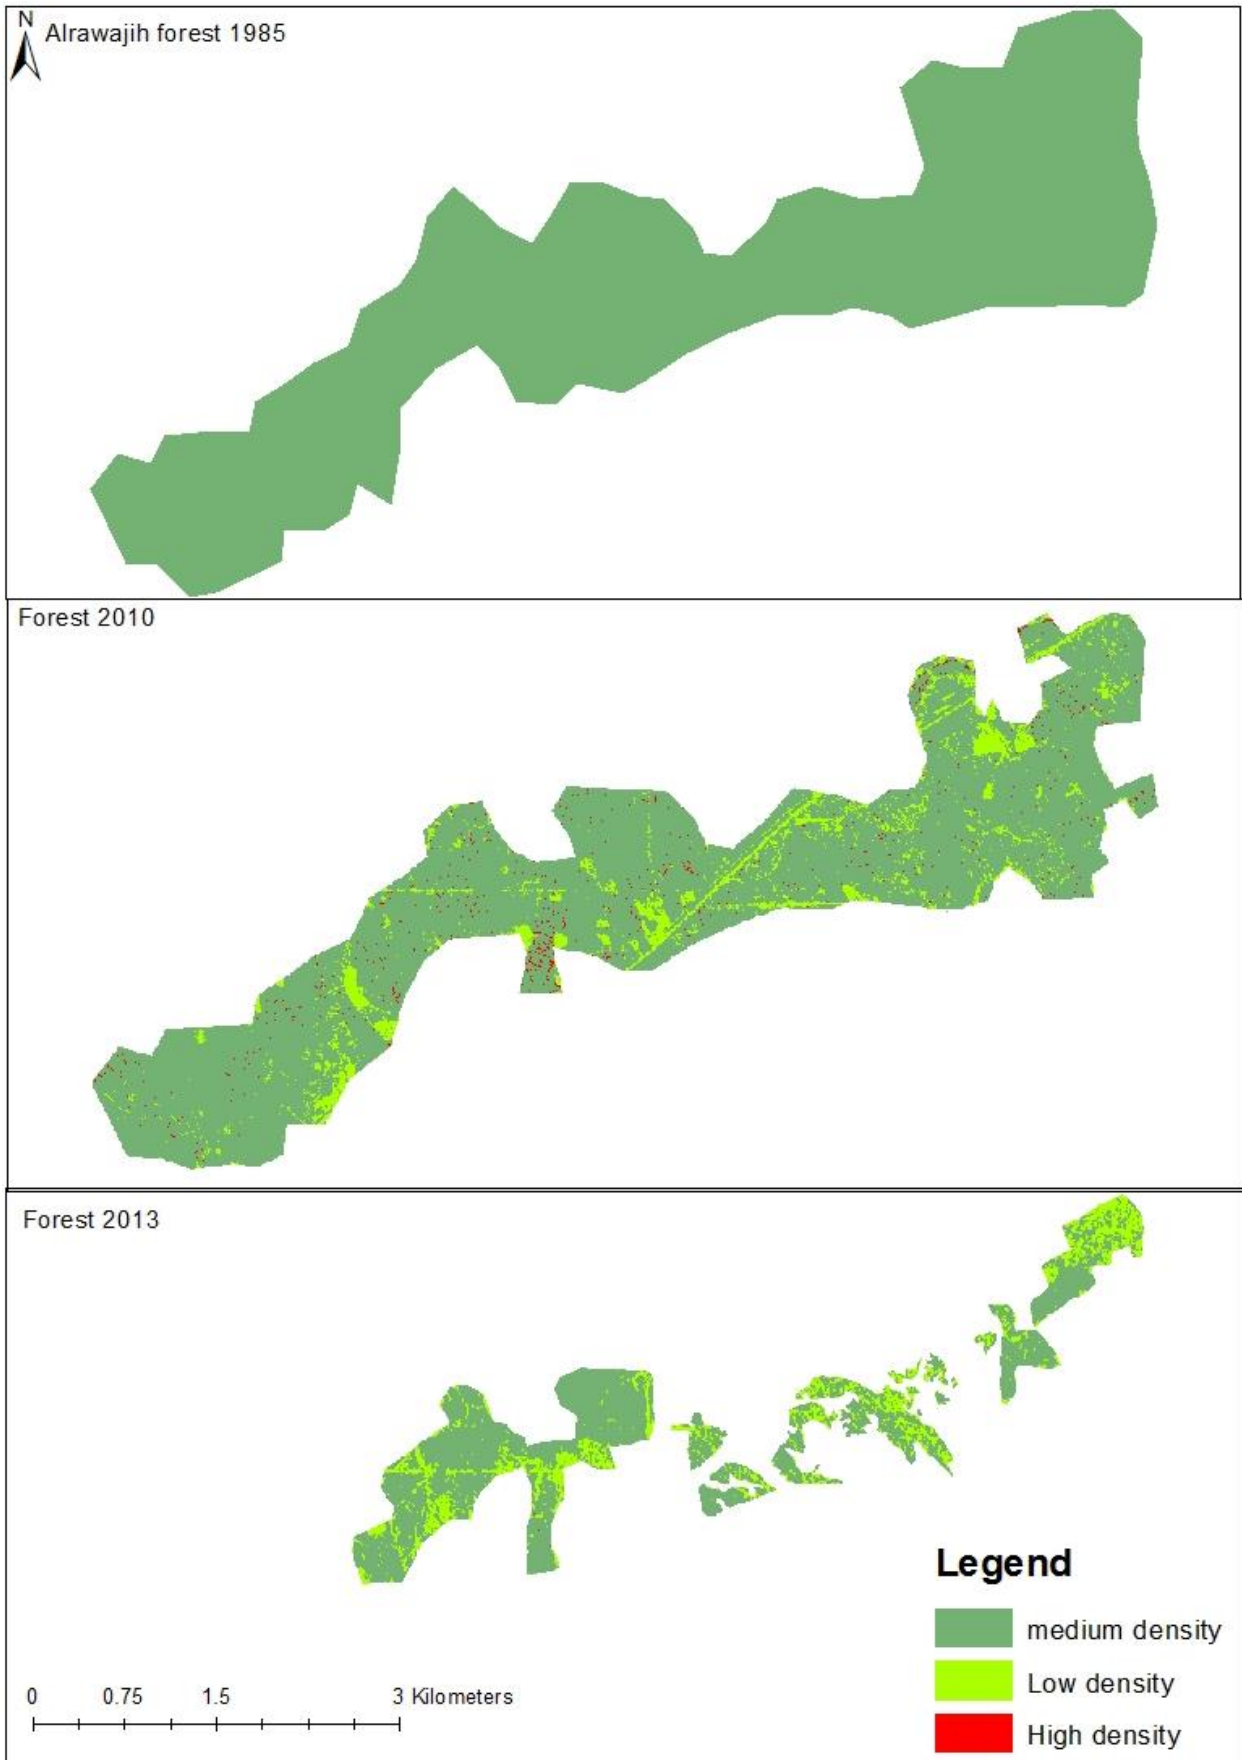 N
Alrawajih forest 1985
Forest 2010
Forest 2013
Legend
medium density
Low density
High density
0 0.75 1.5 3 Kilometers